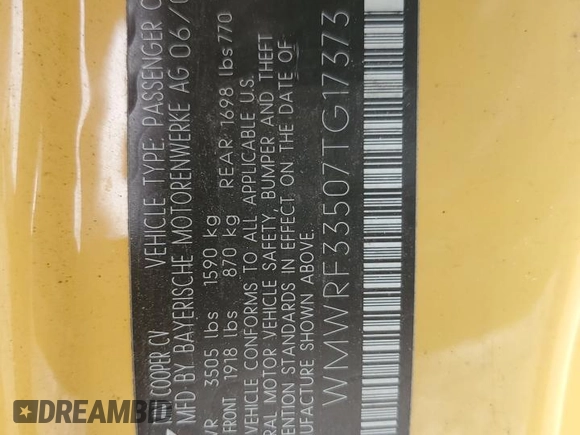 COOPER CV VEHICLE TYPE: PASSENGER C
MFD BY: BAYERISCHE MOTORENWERKE AG 06/0
VR 3505 lbs 1590 kg
FRONT 1918 lbs 870 kg REAR 1698 lbs 770
VEHICLE CONFORMS TO ALL APPLICABLE U.S.
RAL MOTOR VEHICLE SAFETY, BUMPER AND THEFT
ENTION STANDARDS IN EFFECT ON THE DATE OF
UFACTURE SHOWN ABOVE.
WMWRF33507TG17373
DREAMBID